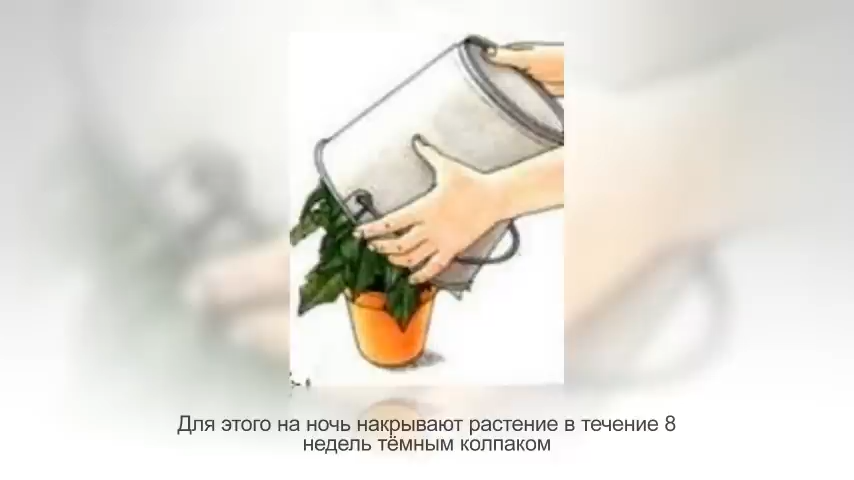 Для этого на ночь накрывают растение в течение 8
недель тёмным колпаком